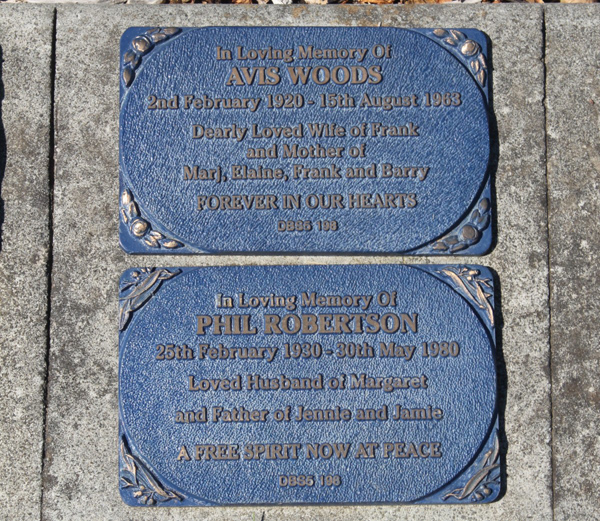 In Loving Memory Of
AVIS WOODS
2nd February 1920 - 15th August 1963
Dearly Loved Wife of Frank
and Mother of
Marj, Elaine, Frank and Barry
FOREVER IN OUR HEARTS
DBS5 198
In Loving Memory Of
PHIL ROBERTSON
25th February 1930 - 30th May 1980
Loved Husband of Margaret
and Father of Jennie and Jamie
A FREE SPIRIT NOW AT PEACE
DBS5 198